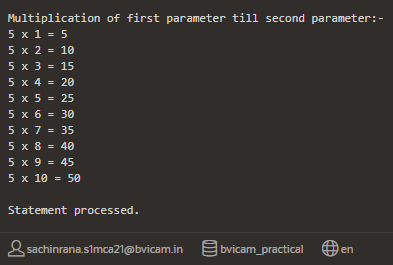 Multiplication of first parameter till second parameter:-
5 x 1 = 5
5 x 2 = 10
5 x 3 = 15
5 x 4 = 20
5 x 5 = 25
5 x 6 = 30
5 x 7 = 35
5 x 8 = 40
5 x 9 = 45
5 x 10 = 50
Statement processed.
sachinrana.s1mca21@bvicam.in bvicam_practical en